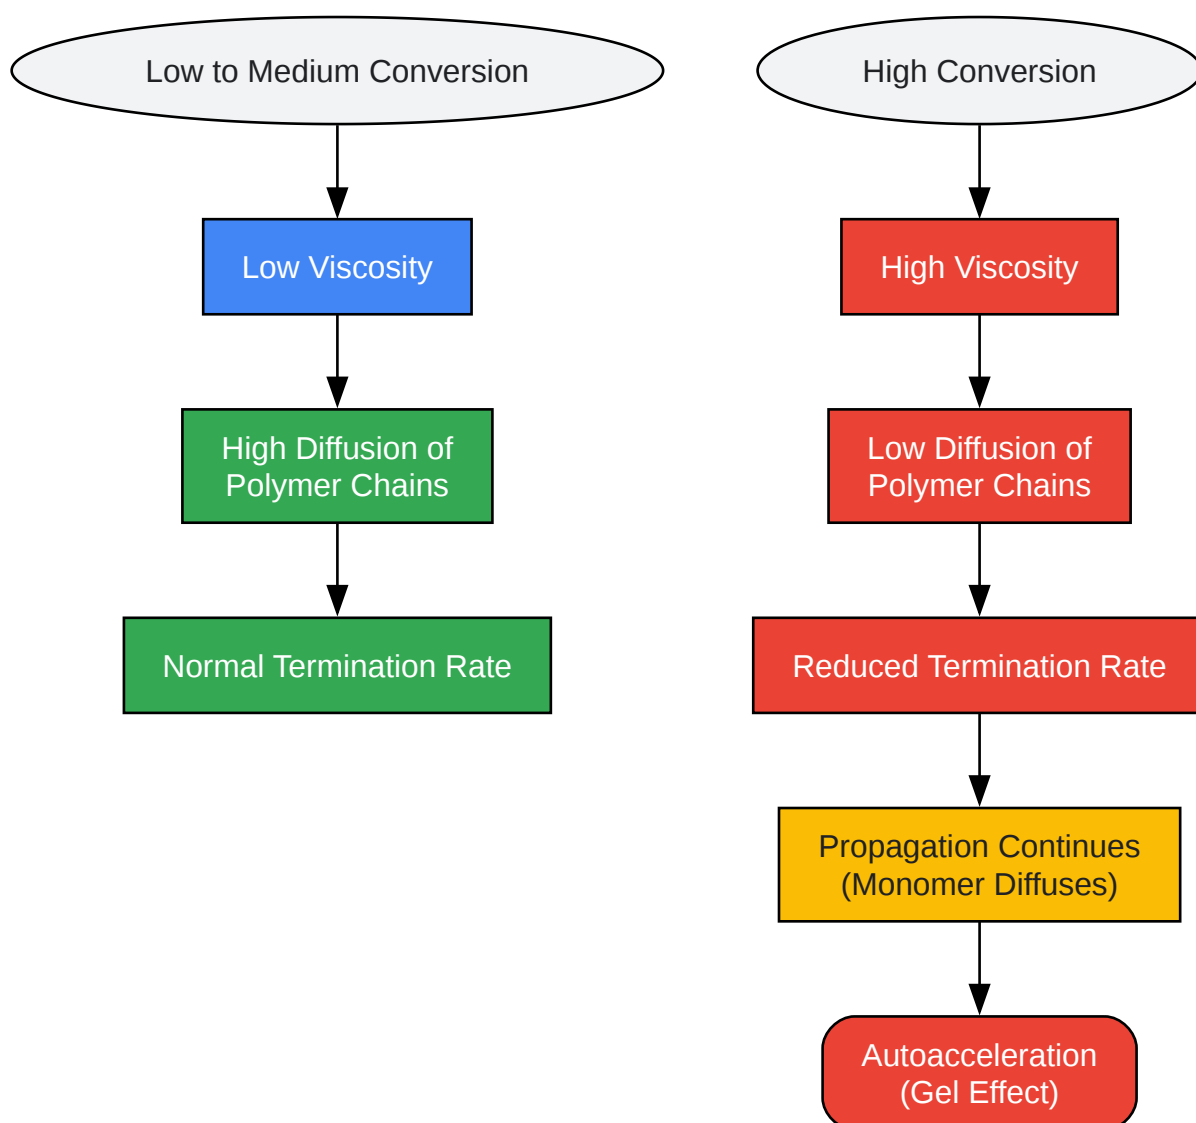 Low to Medium Conversion
Low Viscosity
High Diffusion of
Polymer Chains
Normal Termination Rate
High Conversion
High Viscosity
Low Diffusion of
Polymer Chains
Reduced Termination Rate
Propagation Continues
(Monomer Diffuses)
Autoacceleration
(Gel Effect)